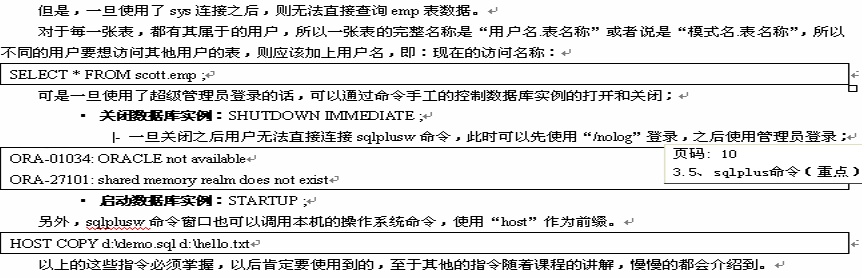 但是，一旦使用了 sys 连接之后，则无法直接查询 emp 表数据。
对于每一张表，都有其属于的用户，所以一张表的完整名称是“用户名.表名称”或者说是“模式名.表名称”，所以
不同的用户要想访问其他用户的表，则应该加上用户名，即：现在的访问名称：
SELECT * FROM scott.emp ;
可是一旦使用了超级管理员登录的话，可以通过命令手工的控制数据库实例的打开和关闭；
▪ 关闭数据库实例：SHUTDOWN IMMEDIATE ;
|- 一旦关闭之后用户无法直接连接 sqlplusw 命令，此时可以先使用“/nolog”登录，之后使用管理员登录；
ORA-01034: ORACLE not available
ORA-27101: shared memory realm does not exist
页码: 10
3.5、sqlplus命令（重点）
▪ 启动数据库实例：STARTUP ;
另外，sqlplusw 命令窗口也可以调用本机的操作系统命令，使用“host”作为前缀。
HOST COPY d:\demo.sql d:\hello.txt
以上的这些指令必须掌握，以后肯定要使用到的，至于其他的指令随着课程的讲解，慢慢的都会介绍到。